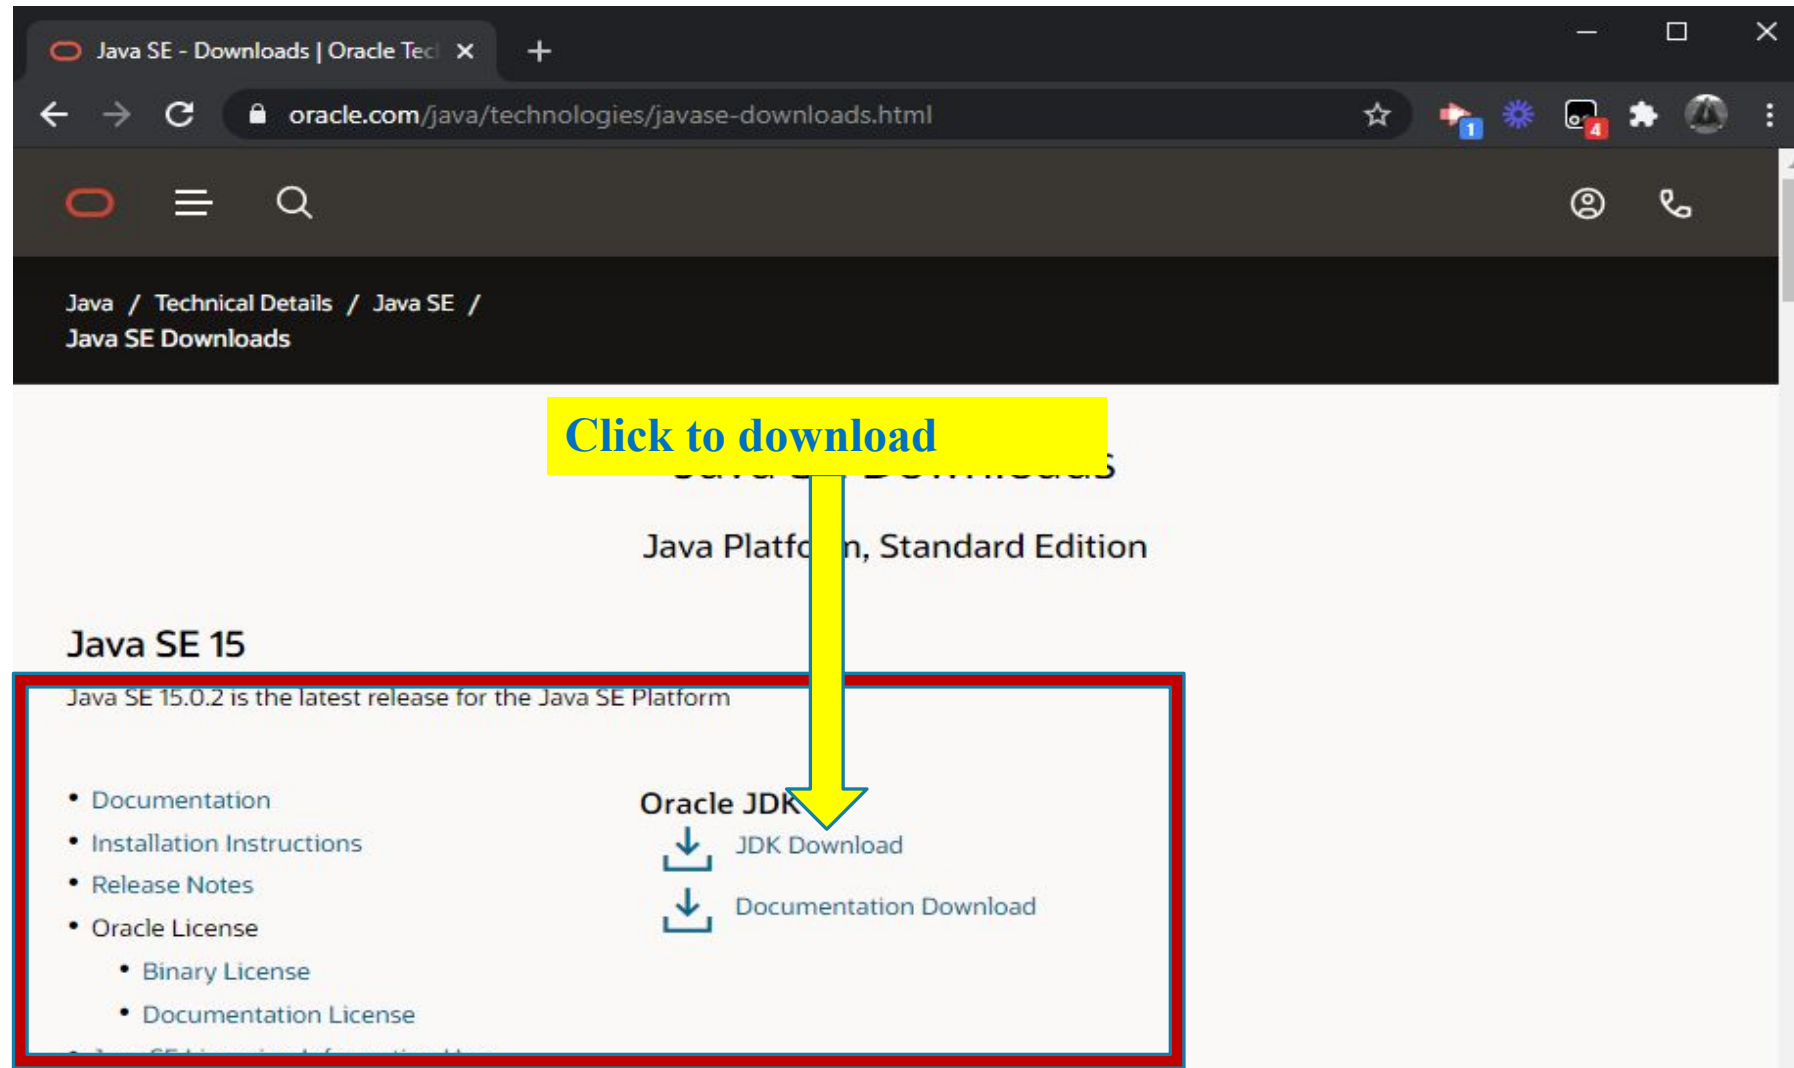 Java SE - Downloads | Oracle Tec
oracle.com/java/technologies/javase-downloads.html
1
4
Java / Technical Details / Java SE /
Java SE Downloads
Click to download
Java Platfo n, Standard Edition
Java SE 15
Java SE 15.0.2 is the latest release for the Java SE Platform
• Documentation
Oracle JDK
• Installation Instructions
JDK Download
• Release Notes
Documentation Download
• Oracle License
• Binary License
• Documentation License